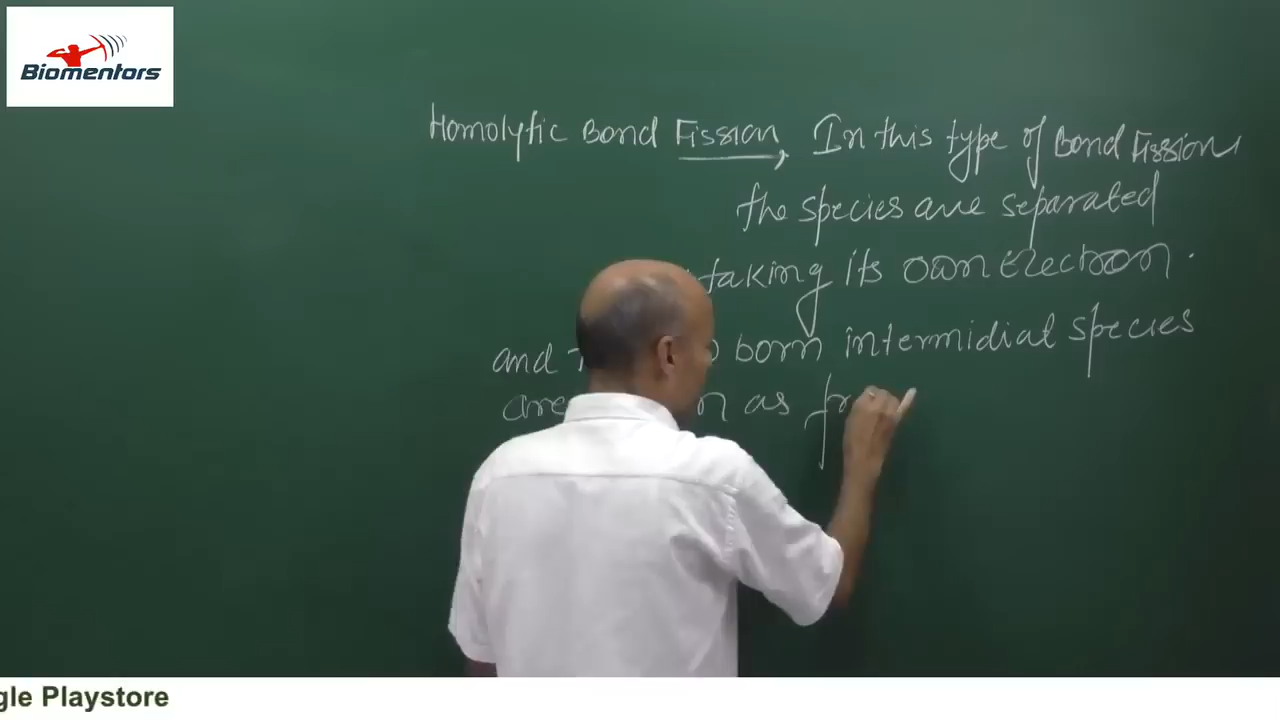 Biomentors
Homolytic Bond Fission, In this type of Bond Fission,
the species are separated
taking its own Electron.
and born intermidial species
are as fr
gle Playstore